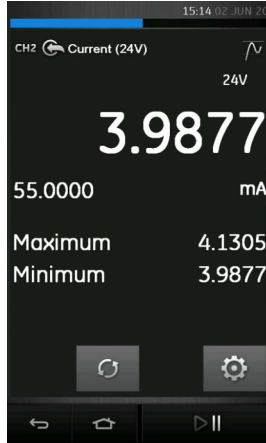 15:14 02 JUN 20
CH2 Current (24V)
24V
3.9877
55.0000 mA
Maximum 4.1305
Minimum 3.9877